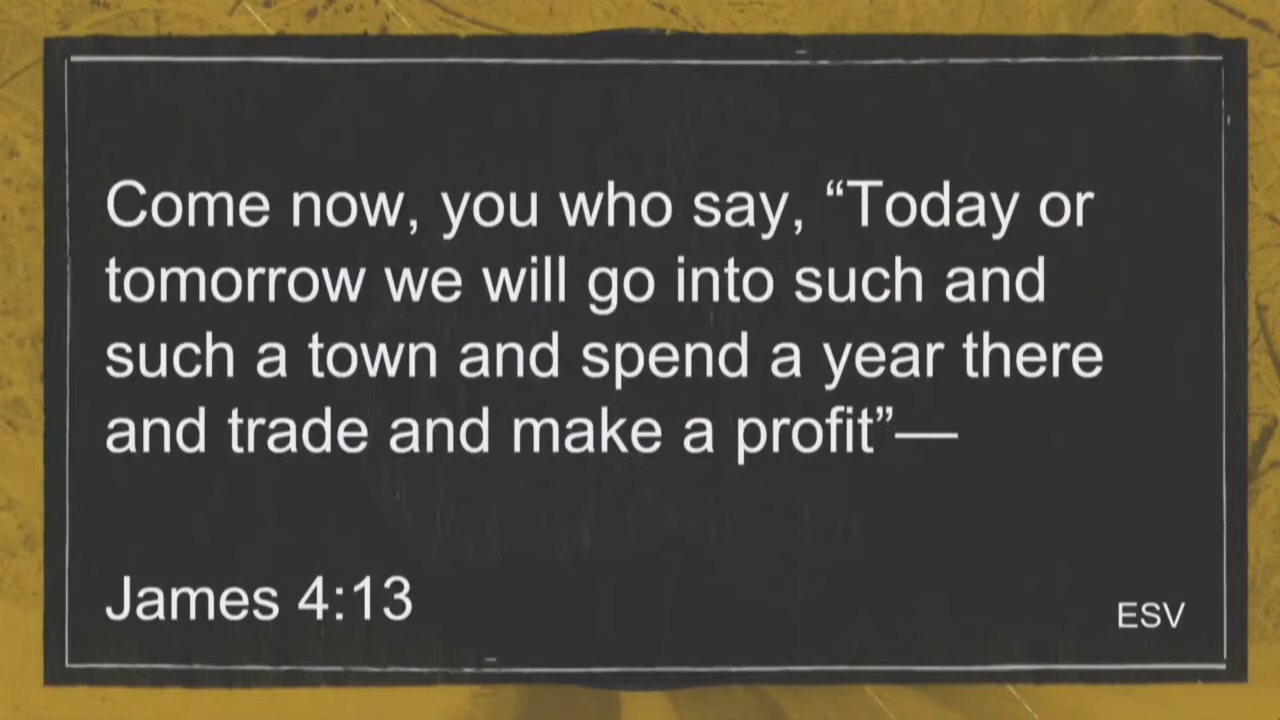 Come now, you who say, “Today or
tomorrow we will go into such and
such a town and spend a year there
and trade and make a profit”—
James 4:13
ESV